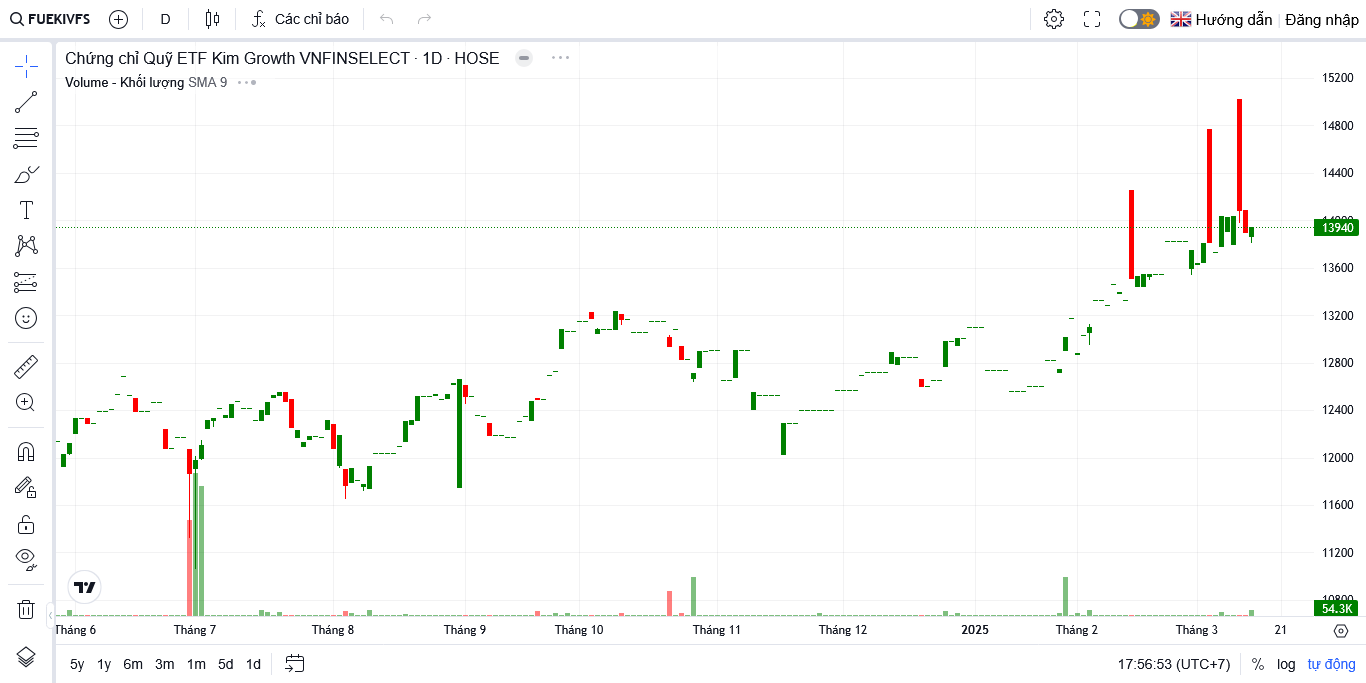 FUEKIVFS D Các chỉ báo Hướng dẫn Đăng nhập
Chứng chỉ Quỹ ETF Kim Growth VNFINSELECT · 1D · HOSE
Volume - Khối lượng SMA 9
15200
14800
14400
14000
13940
13600
13200
12800
12400
12000
11600
11200
10800
54.3K
Tháng 6 Tháng 7 Tháng 8 Tháng 9 Tháng 10 Tháng 11 Tháng 12 2025 Tháng 2 Tháng 3 21
5y 1y 6m 3m 1m 5d 1d 17:56:53 (UTC+7) % log tự động